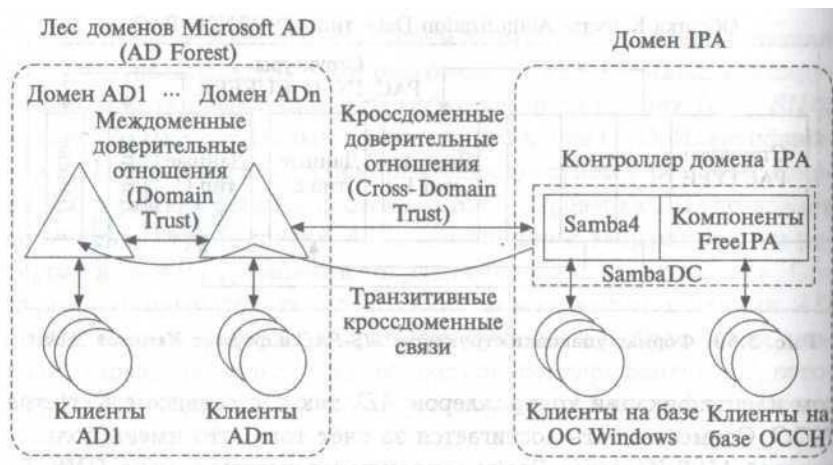 Лес доменов Microsoft AD
(AD Forest)
Домен AD1 ... Домен ADn
Междоменные
доверительные
отношения
(Domain
Trust)
Кроссдоменные
доверительные
отношения
(Cross-Domain
Trust)
Домен IPA
Контроллер домена IPA
Samba4
Компоненты
FreeIPA
SambaDC
Транзитивные
кроссдоменные
связи
Клиенты
AD1
Клиенты
ADn
Клиенты на базе
ОС Windows
Клиенты на
базе ОССН